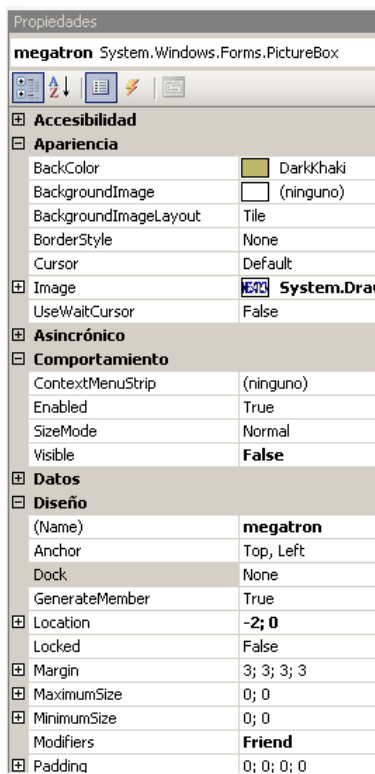 Propiedades
megatron System.Windows.Forms.PictureBox
Accesibilidad
Apariencia
BackColor DarkKhaki
BackgroundImage (ninguno)
BackgroundImageLayout Tile
BorderStyle None
Cursor Default
Image System.Drav
UseWaitCursor False
Asincrónico
Comportamiento
ContextMenuStrip (ninguno)
Enabled True
SizeMode Normal
Visible False
Datos
Diseño
(Name) megatron
Anchor Top, Left
Dock None
GenerateMember True
Location -2; 0
Locked False
Margin 3; 3; 3; 3
MaximumSize 0; 0
MinimumSize 0; 0
Modifiers Friend
Padding 0; 0; 0; 0